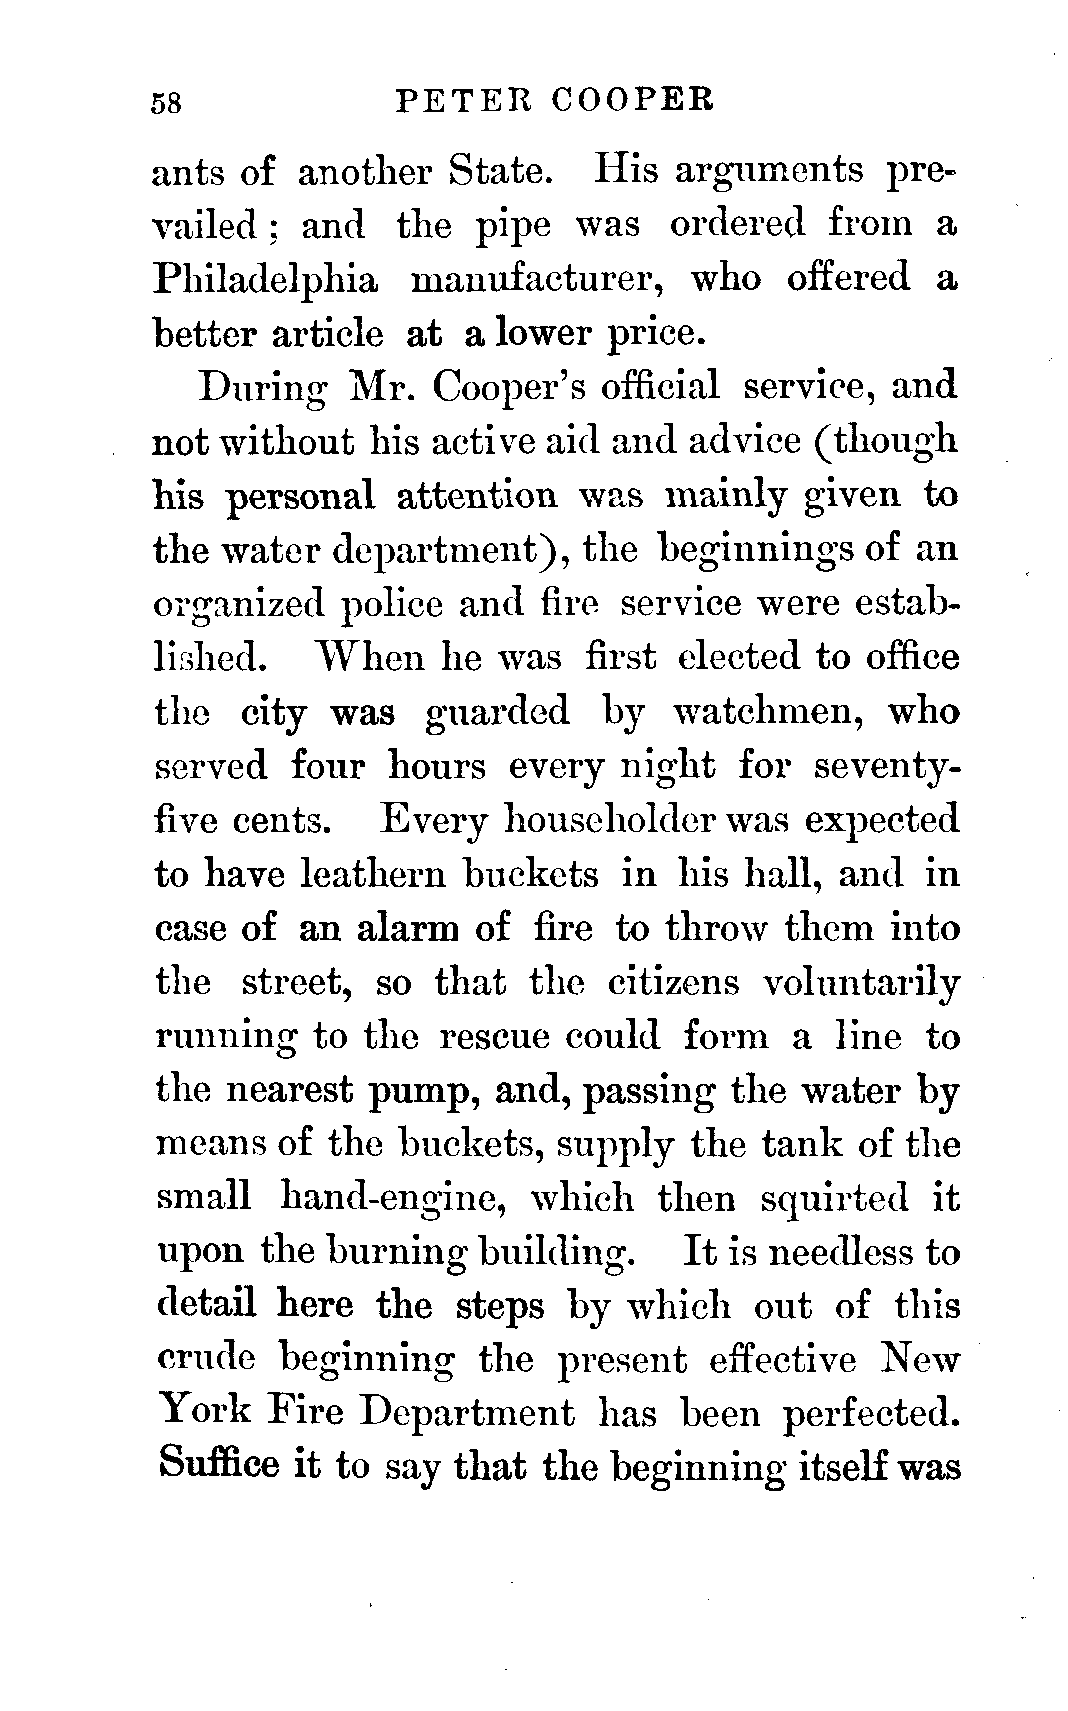 58 PETER COOPER
ants of another State. His arguments pre-
vailed; and the pipe was ordered from a
Philadelphia manufacturer, who offered a
better article at a lower price.
During Mr. Cooper's official service, and
not without his active aid and advice (though
his personal attention was mainly given to
the water department), the beginnings of an
organized police and fire service were estab-
lished. When he was first elected to office
the city was guarded by watchmen, who
served four hours every night for seventy-
five cents. Every householder was expected
to have leathern buckets in his hall, and in
case of an alarm of fire to throw them into
the street, so that the citizens voluntarily
running to the rescue could form a line to
the nearest pump, and, passing the water by
means of the buckets, supply the tank of the
small hand-engine, which then squirted it
upon the burning building. It is needless to
detail here the steps by which out of this
crude beginning the present effective New
York Fire Department has been perfected.
Suffice it to say that the beginning itself was